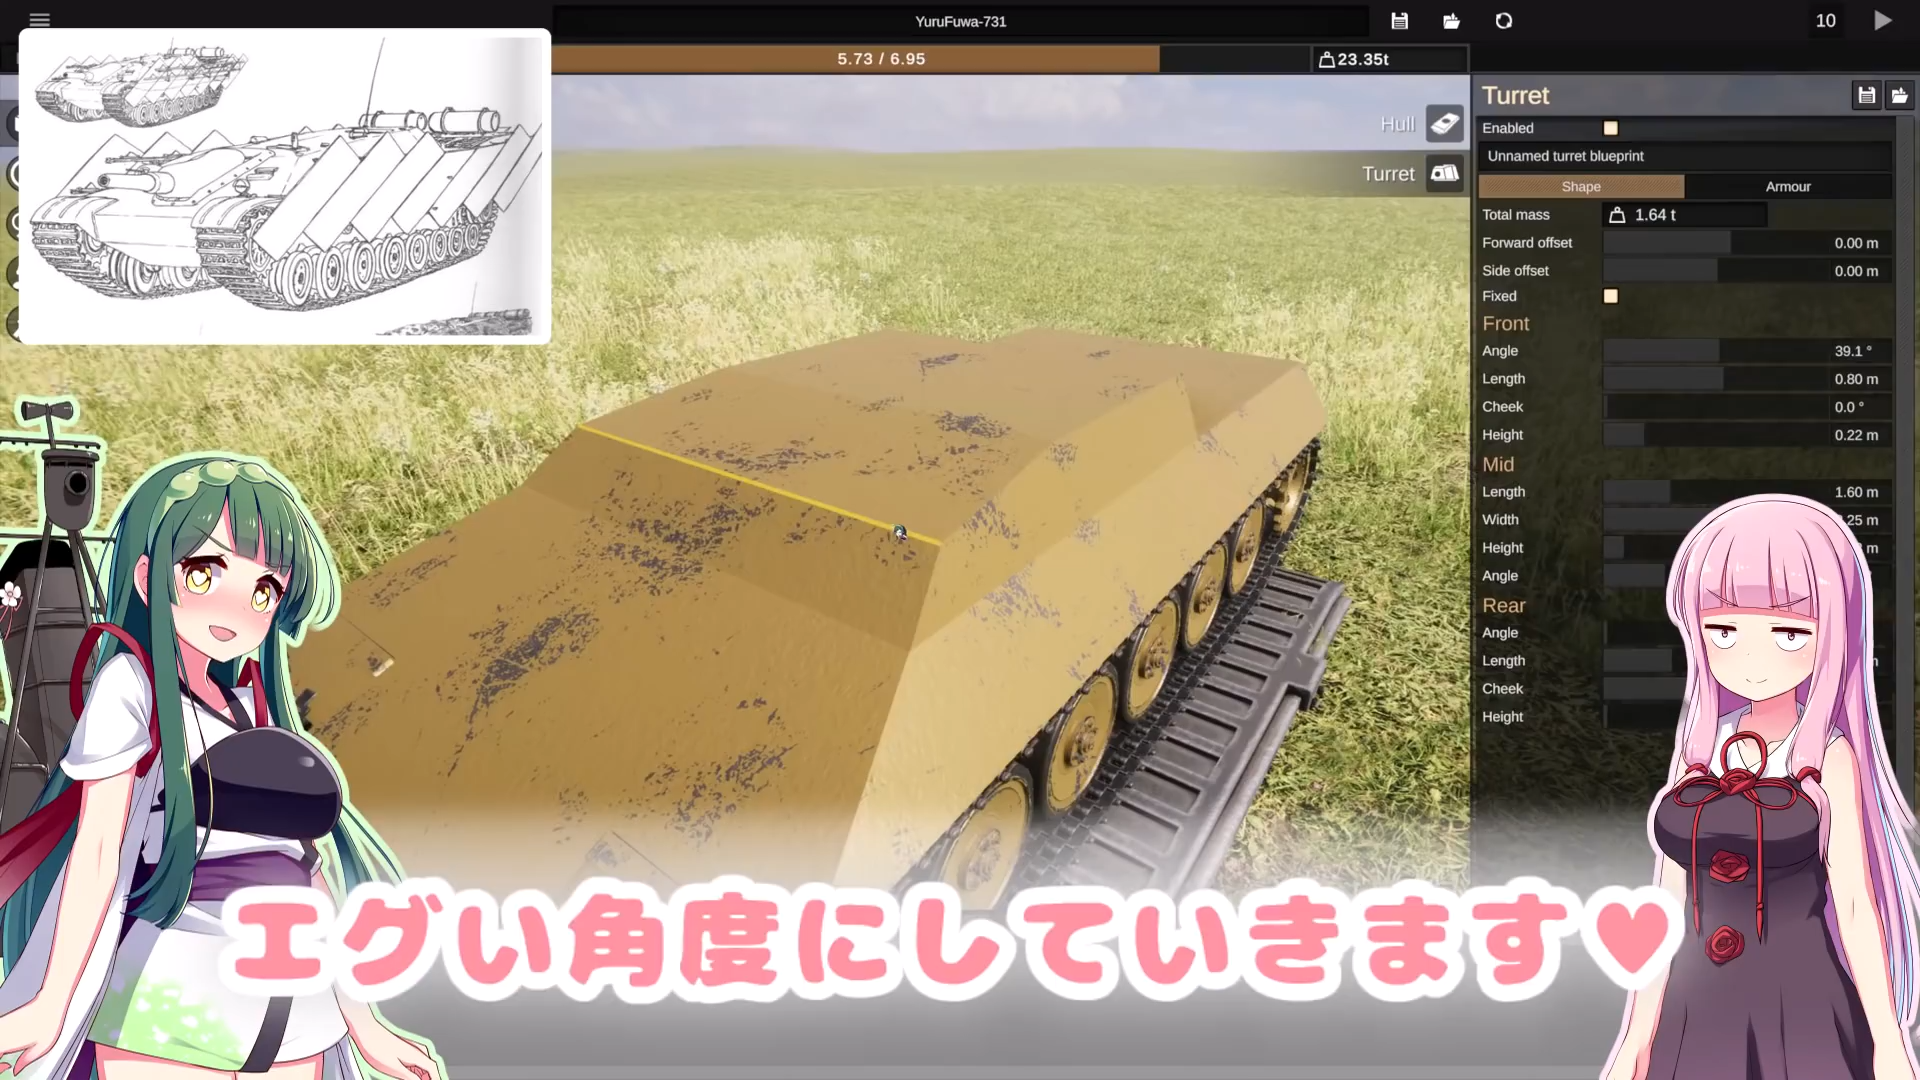 YuruFuwa-731
10
5.73 / 6.95
23.35t
Hull
Turret
Turret
Enabled
Unnamed turret blueprint
Shape
Armour
Total mass
1.64 t
Forward offset
0.00 m
Side offset
0.00 m
Fixed
Front
Angle
39.1 °
Length
0.80 m
Cheek
0.0 °
Height
0.22 m
Mid
Length
1.60 m
Width
.25 m
Height
m
Angle
Rear
Angle
Length
Cheek
Height
エグい角度にしていきます♥